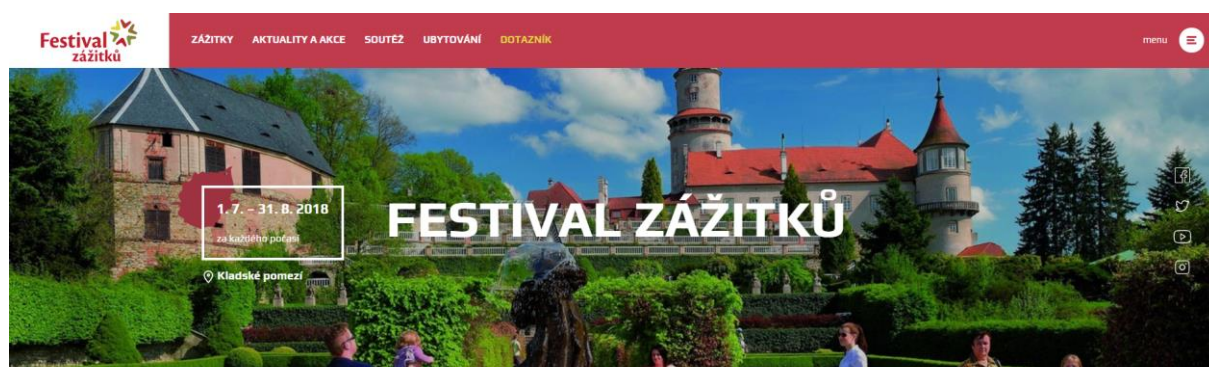 Festival
zážitků
ZÁŽITKY AKTUALITY A AKCE SOUTĚŽ UBYTOVÁNÍ DOTAZNÍK
menu
1. 7. – 31. 8. 2018
za každého počasí
Kladské pomezí
FESTIVAL ZÁŽITKŮ